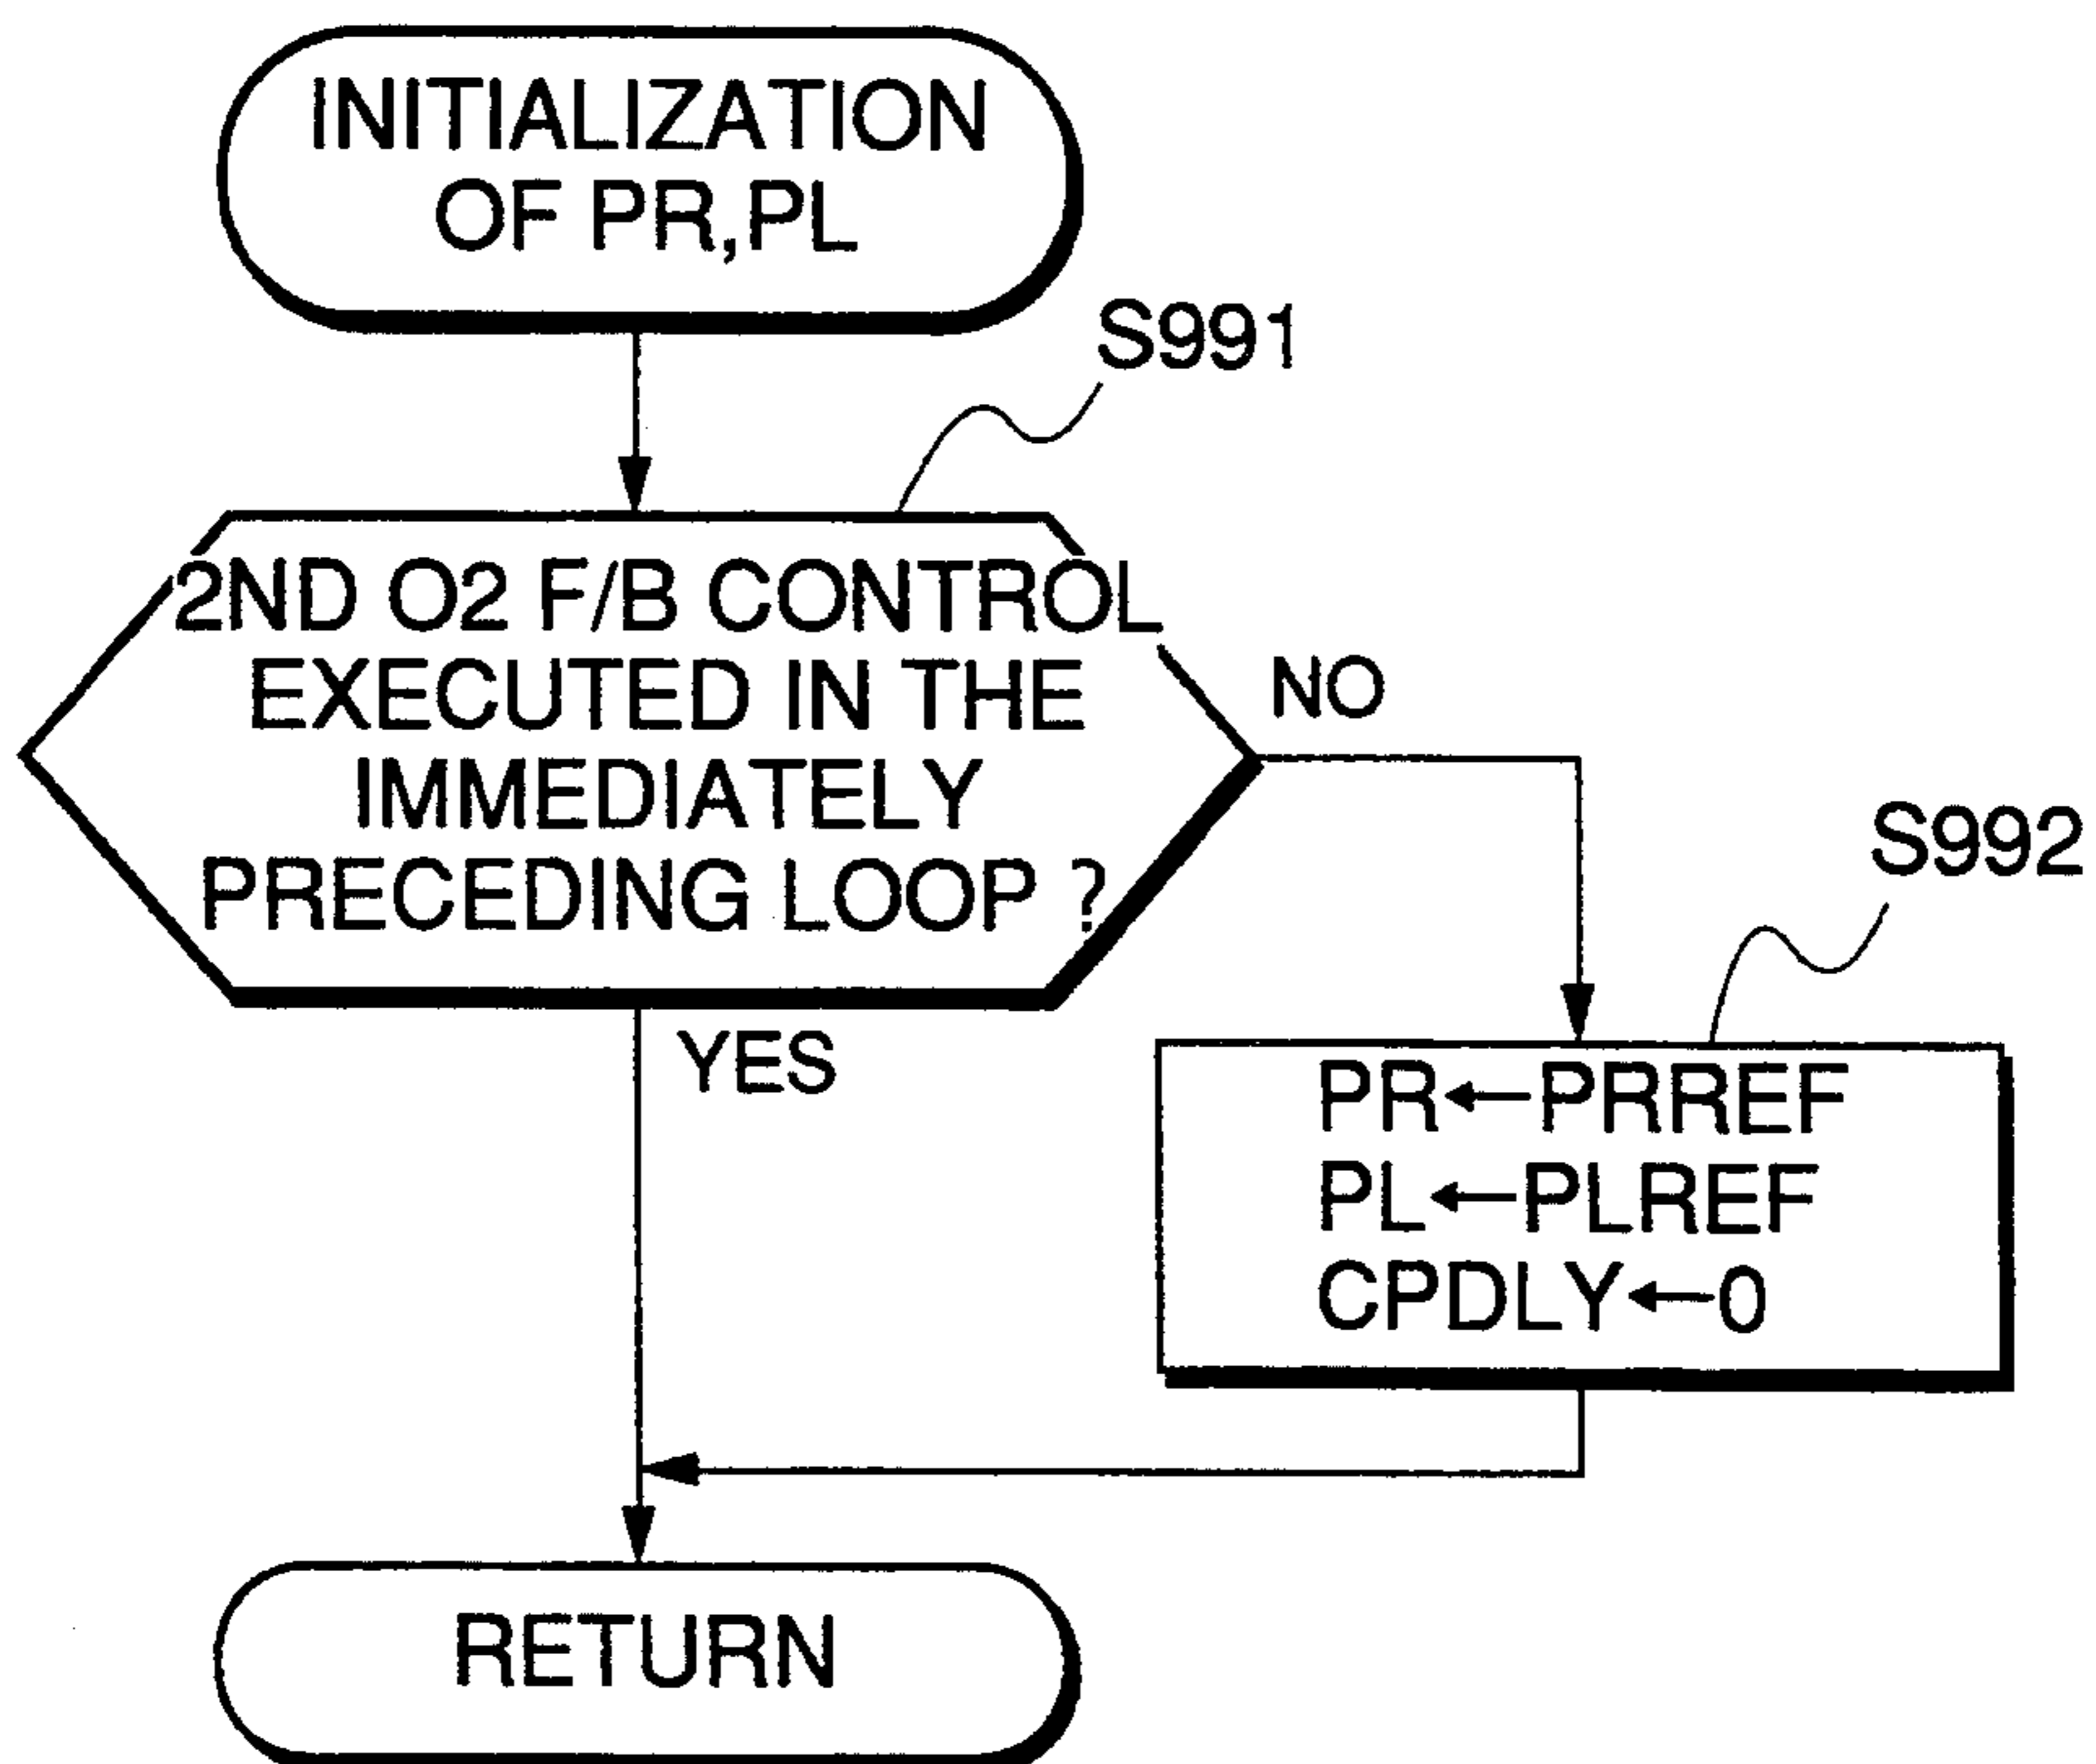 INITIALIZATION
OF PR,PL
S991
2ND O2 F/B CONTROL
EXECUTED IN THE
IMMEDIATELY
PRECEDING LOOP ?
NO
YES
S992
PR←PRREF
PL←PLREF
CPDLY←0
RETURN